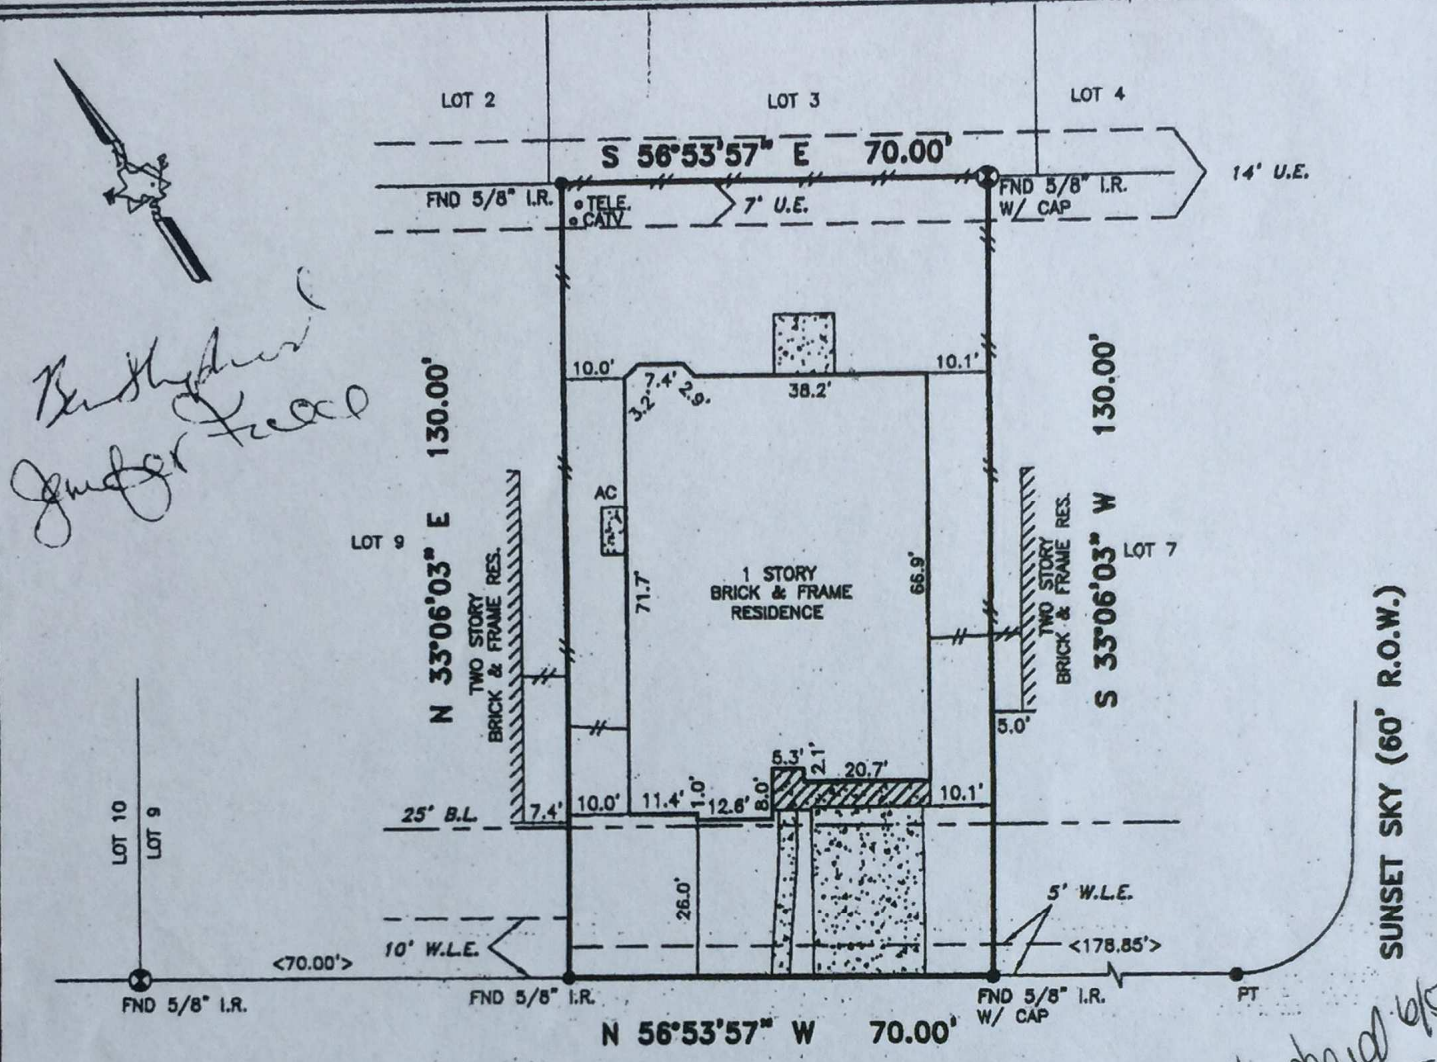 LOT 2
LOT 3
LOT 4
S 56°53'57" E 70.00'
14' U.E.
FND 5/8" I.R.
FND 5/8" I.R.
W/ CAP
TELE.
CATV
7' U.E.
10.0'
7.4'
3.2'
2.9'
38.2'
10.1'
N 33°06'03" E 130.00'
S 33°06'03" W 130.00'
AC
LOT 9
LOT 7
TWO STORY
BRICK & FRAME RES.
71.7'
1 STORY
BRICK & FRAME
RESIDENCE
66.9'
TWO STORY
BRICK & FRAME RES.
5.0'
SUNSET SKY (60' R.O.W.)
LOT 10
LOT 9
25' B.L.
7.4'
10.0'
11.4'
1.0'
12.6'
8.0'
5.3'
2.1'
20.7'
10.1'
26.0'
5' W.L.E.
10' W.L.E.
<70.00'>
<178.85'>
FND 5/8" I.R.
FND 5/8" I.R.
FND 5/8" I.R.
W/ CAP
PT
N 56°53'57" W 70.00'